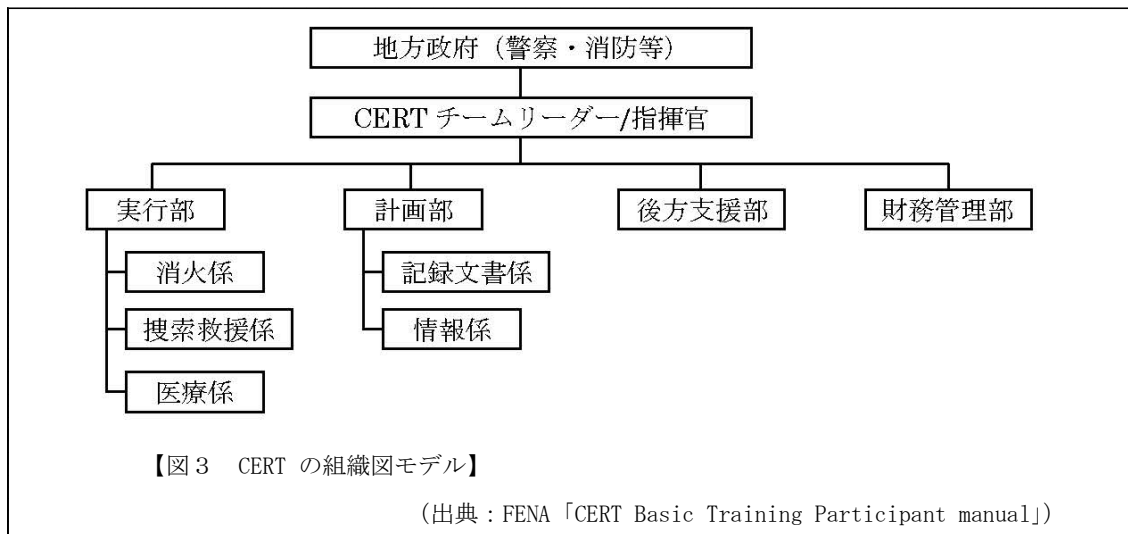 地方政府（警察・消防等）
CERT チームリーダー/指揮官
実行部
計画部
後方支援部
財務管理部
消火係
記録文書係
捜索救援係
情報係
医療係
【図３　CERT の組織図モデル】
（出典：FENA「CERT Basic Training Participant manual」）